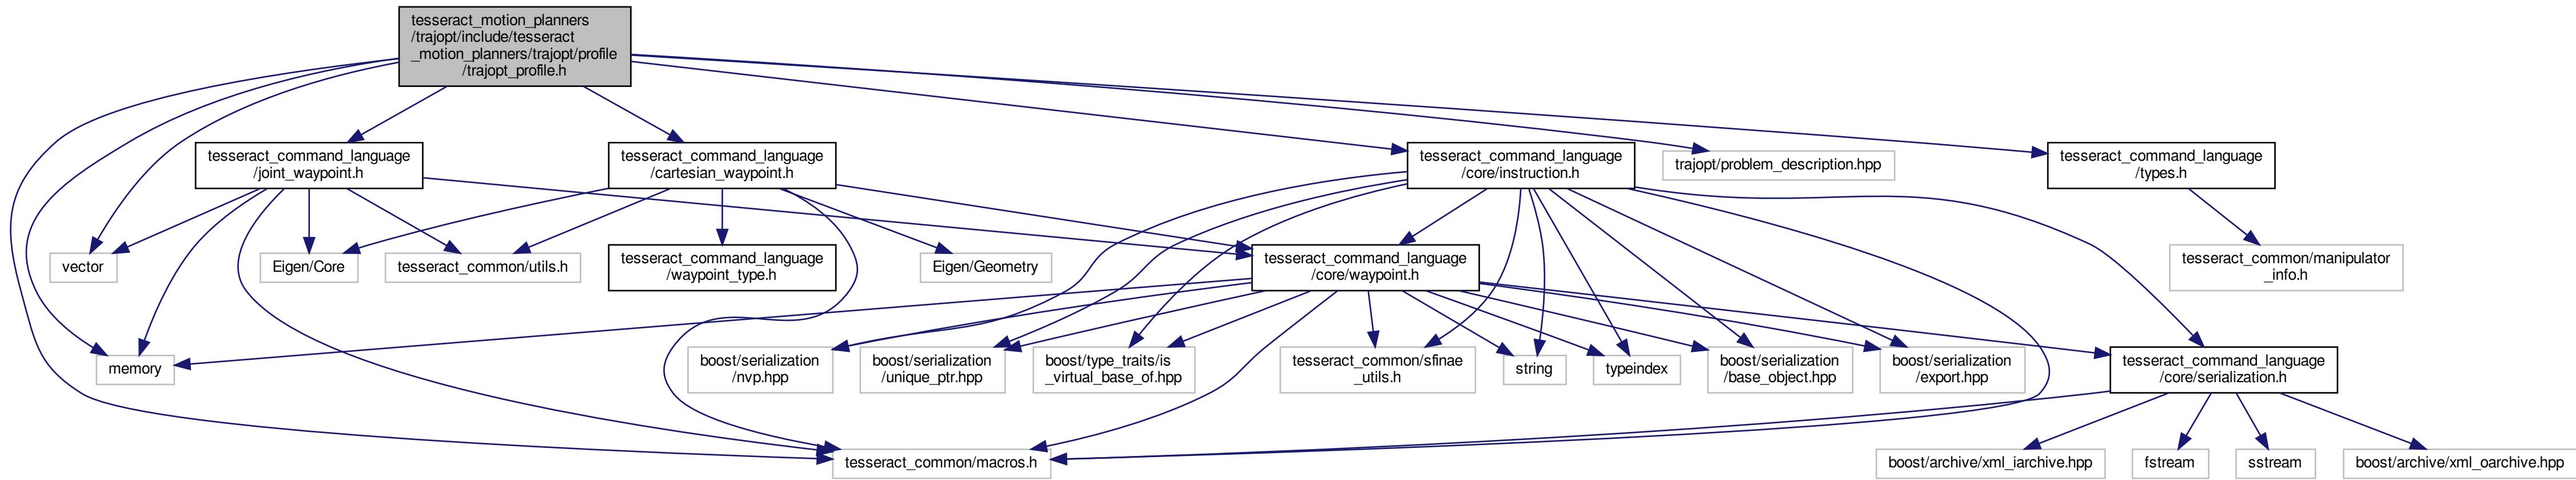 tesseract_motion_planners
/trajopt/include/tesseract
_motion_planners/trajopt/profile
/trajopt_profile.h
tesseract_command_language
/joint_waypoint.h
tesseract_command_language
/cartesian_waypoint.h
tesseract_command_language
/core/instruction.h
trajopt/problem_description.hpp
tesseract_command_language
/types.h
vector
Eigen/Core
tesseract_common/utils.h
tesseract_command_language
/waypoint_type.h
Eigen/Geometry
tesseract_command_language
/core/waypoint.h
tesseract_common/manipulator
_info.h
memory
boost/serialization
/nvp.hpp
boost/serialization
/unique_ptr.hpp
boost/type_traits/is
_virtual_base_of.hpp
tesseract_common/sfinae
_utils.h
string
typeindex
boost/serialization
/base_object.hpp
boost/serialization
/export.hpp
tesseract_command_language
/core/serialization.h
tesseract_common/macros.h
boost/archive/xml_iarchive.hpp
fstream
sstream
boost/archive/xml_oarchive.hpp